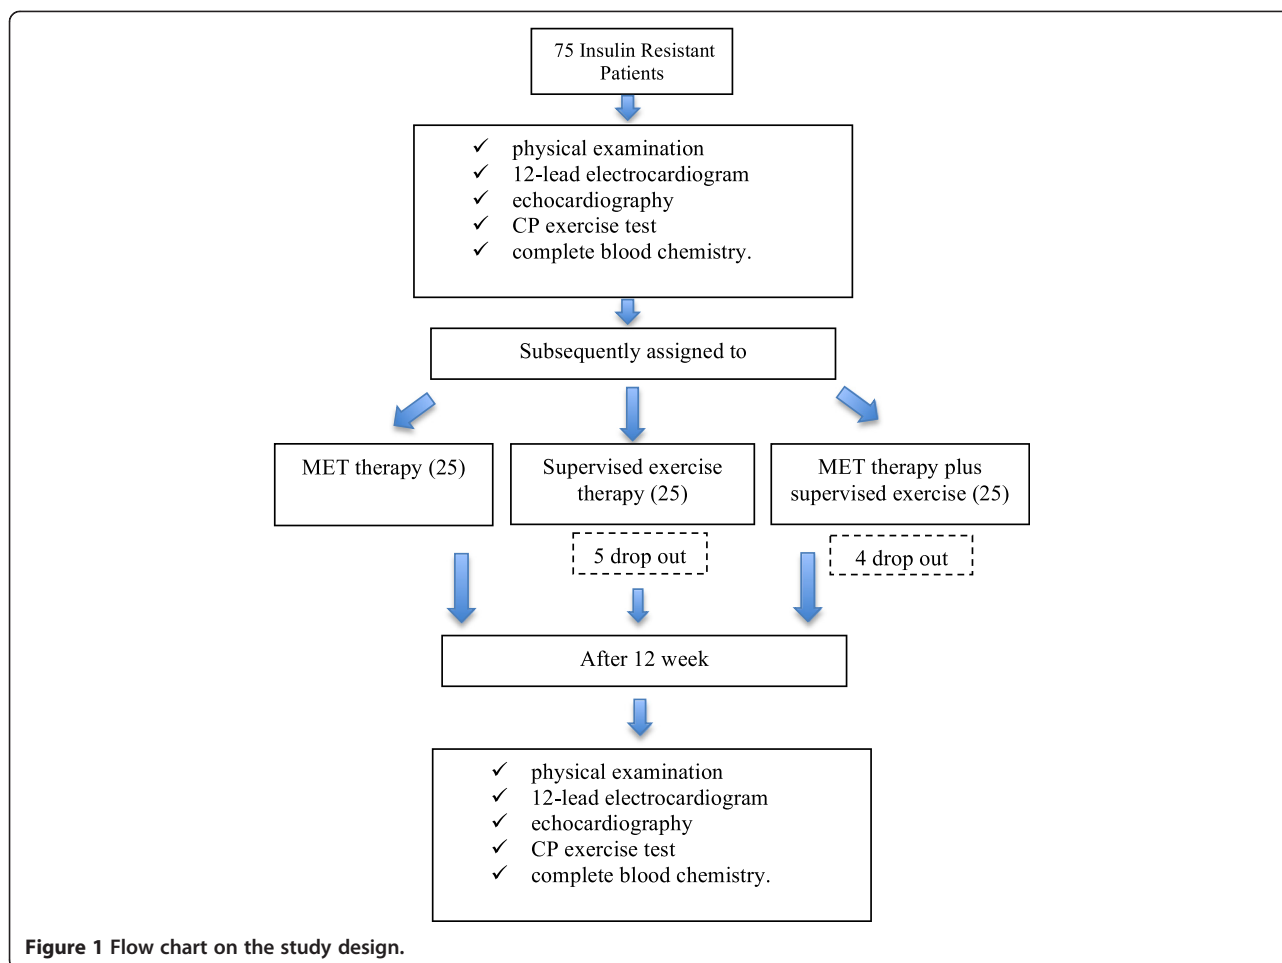 75 Insulin Resistant
Patients
✓ physical examination
✓ 12-lead electrocardiogram
✓ echocardiography
✓ CP exercise test
✓ complete blood chemistry.
Subsequently assigned to
MET therapy (25)
Supervised exercise
therapy (25)
MET therapy plus
supervised exercise (25)
5 drop out
4 drop out
After 12 week
✓ physical examination
✓ 12-lead electrocardiogram
✓ echocardiography
✓ CP exercise test
✓ complete blood chemistry.
Figure 1 Flow chart on the study design.